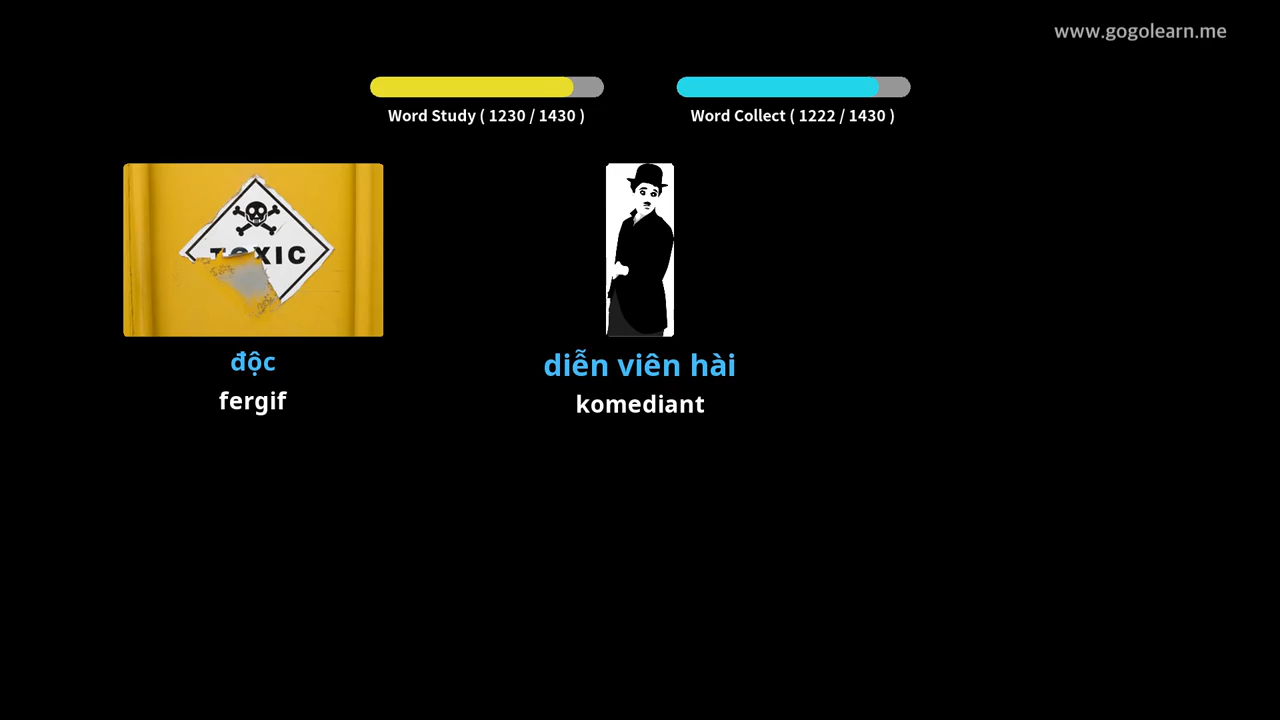 www.gogolearn.me
Word Study ( 1230 / 1430 )
Word Collect ( 1222 / 1430 )
TOXIC
độc
fergif
diễn viên hài
komediant